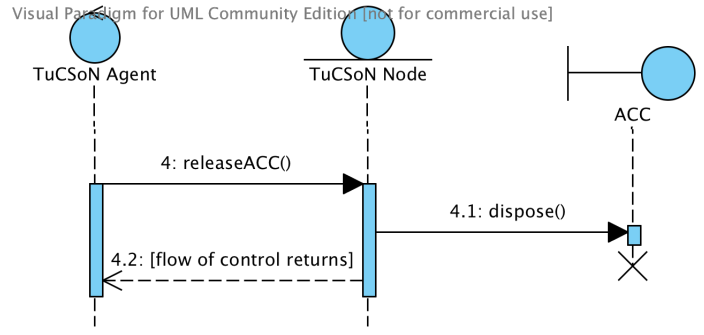 Visual Paradigm for UML Community Edition [not for commercial use]
TuCSoN Agent
TuCSoN Node
ACC
4: releaseACC()
4.1: dispose()
4.2: [flow of control returns]